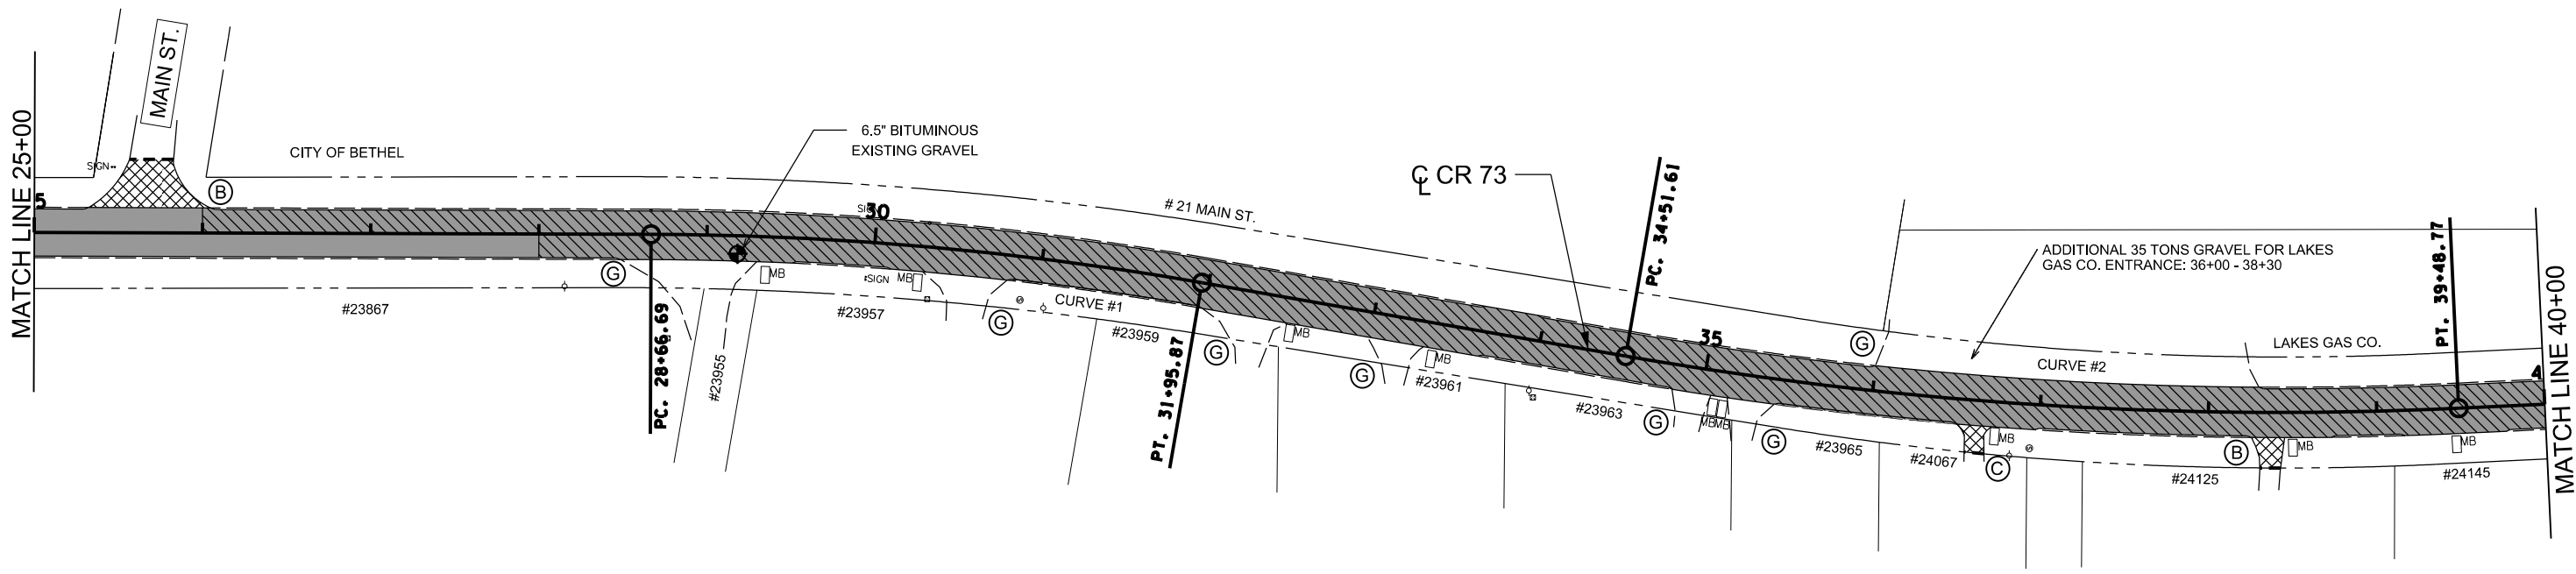 MATCH LINE 25+00
MAIN ST.
SIGN
CITY OF BETHEL
B
5
6.5" BITUMINOUS
EXISTING GRAVEL
SIGN
30
# 21 MAIN ST.
℄ CR 73
PC. 34+51.61
35
G
ADDITIONAL 35 TONS GRAVEL FOR LAKES
GAS CO. ENTRANCE: 36+00 - 38+30
CURVE #2
LAKES GAS CO.
PT. 39+48.77
4
MATCH LINE 40+00
#23867
G
PC. 28+66.69
#23955
MB
#23957
SIGN
MB
G
CURVE #1
#23959
PT. 31+95.87
G
MB
G
MB
#23961
#23963
G
MB
MB
G
#23965
#24067
MB
C
#24125
B
MB
MB
#24145